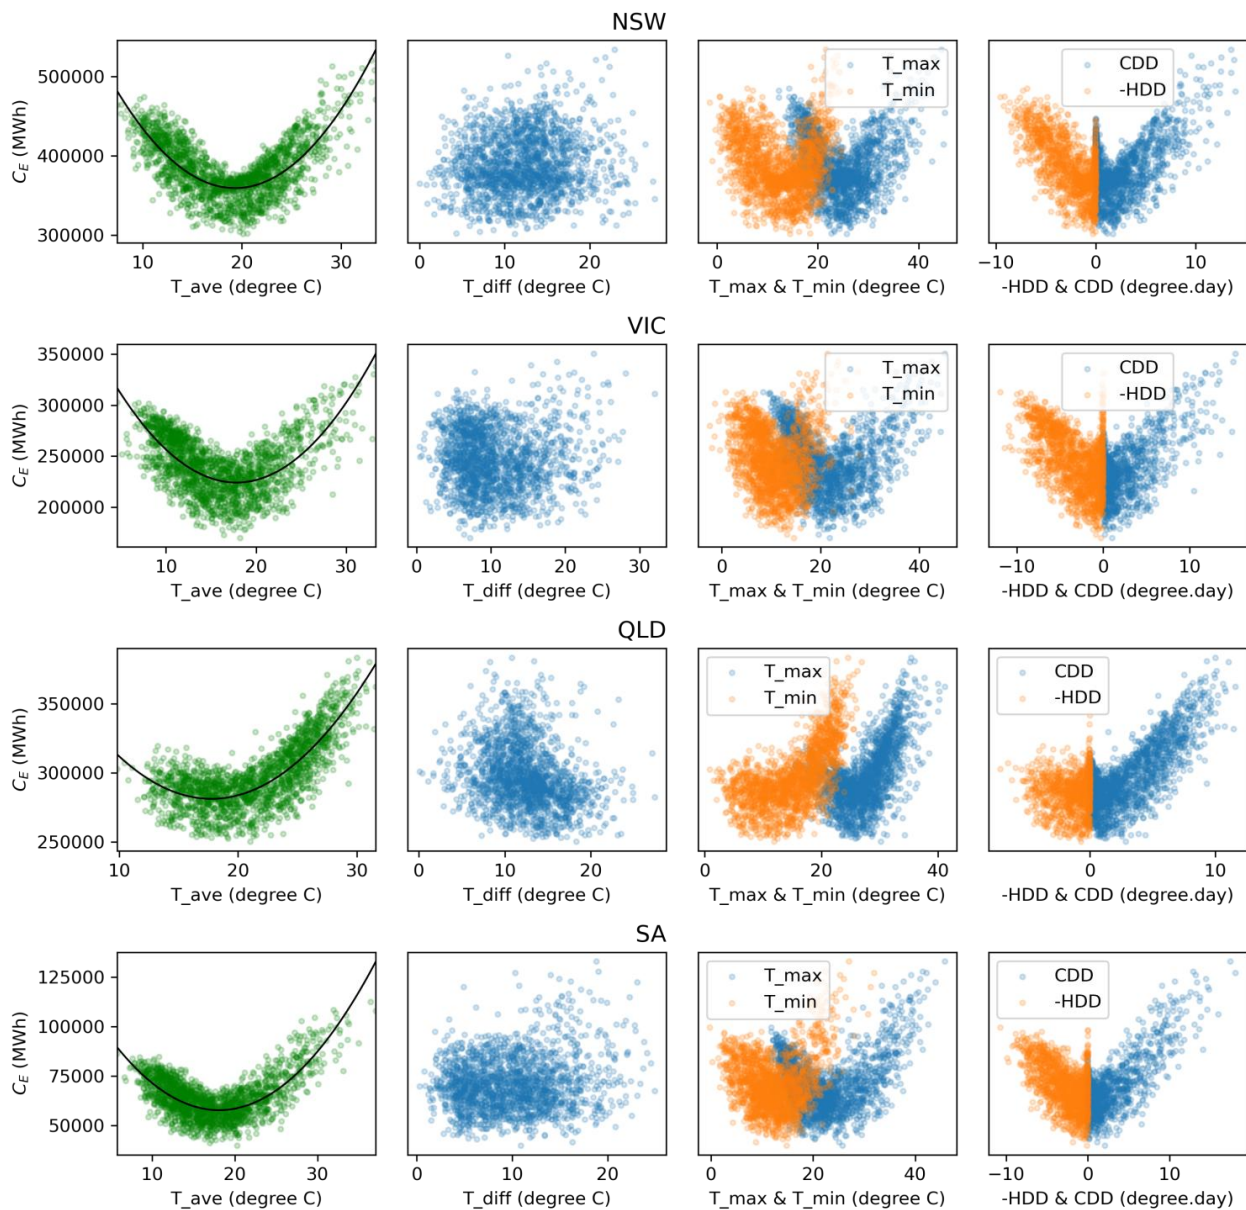 NSW
500000
400000
300000
C_E (MWh)
10 20 30
T_ave (degree C)
0 10 20
T_diff (degree C)
T_max
T_min
0 20 40
T_max & T_min (degree C)
CDD
-HDD
−10 0 10
-HDD & CDD (degree.day)
VIC
350000
300000
250000
200000
C_E (MWh)
10 20 30
T_ave (degree C)
0 10 20 30
T_diff (degree C)
T_max
T_min
0 20 40
T_max & T_min (degree C)
CDD
-HDD
−10 0 10
-HDD & CDD (degree.day)
QLD
350000
300000
250000
C_E (MWh)
10 20 30
T_ave (degree C)
0 10 20
T_diff (degree C)
T_max
T_min
0 20 40
T_max & T_min (degree C)
CDD
-HDD
0 10
-HDD & CDD (degree.day)
SA
125000
100000
75000
50000
C_E (MWh)
10 20 30
T_ave (degree C)
0 10 20
T_diff (degree C)
T_max
T_min
0 20 40
T_max & T_min (degree C)
CDD
-HDD
−10 0 10
-HDD & CDD (degree.day)